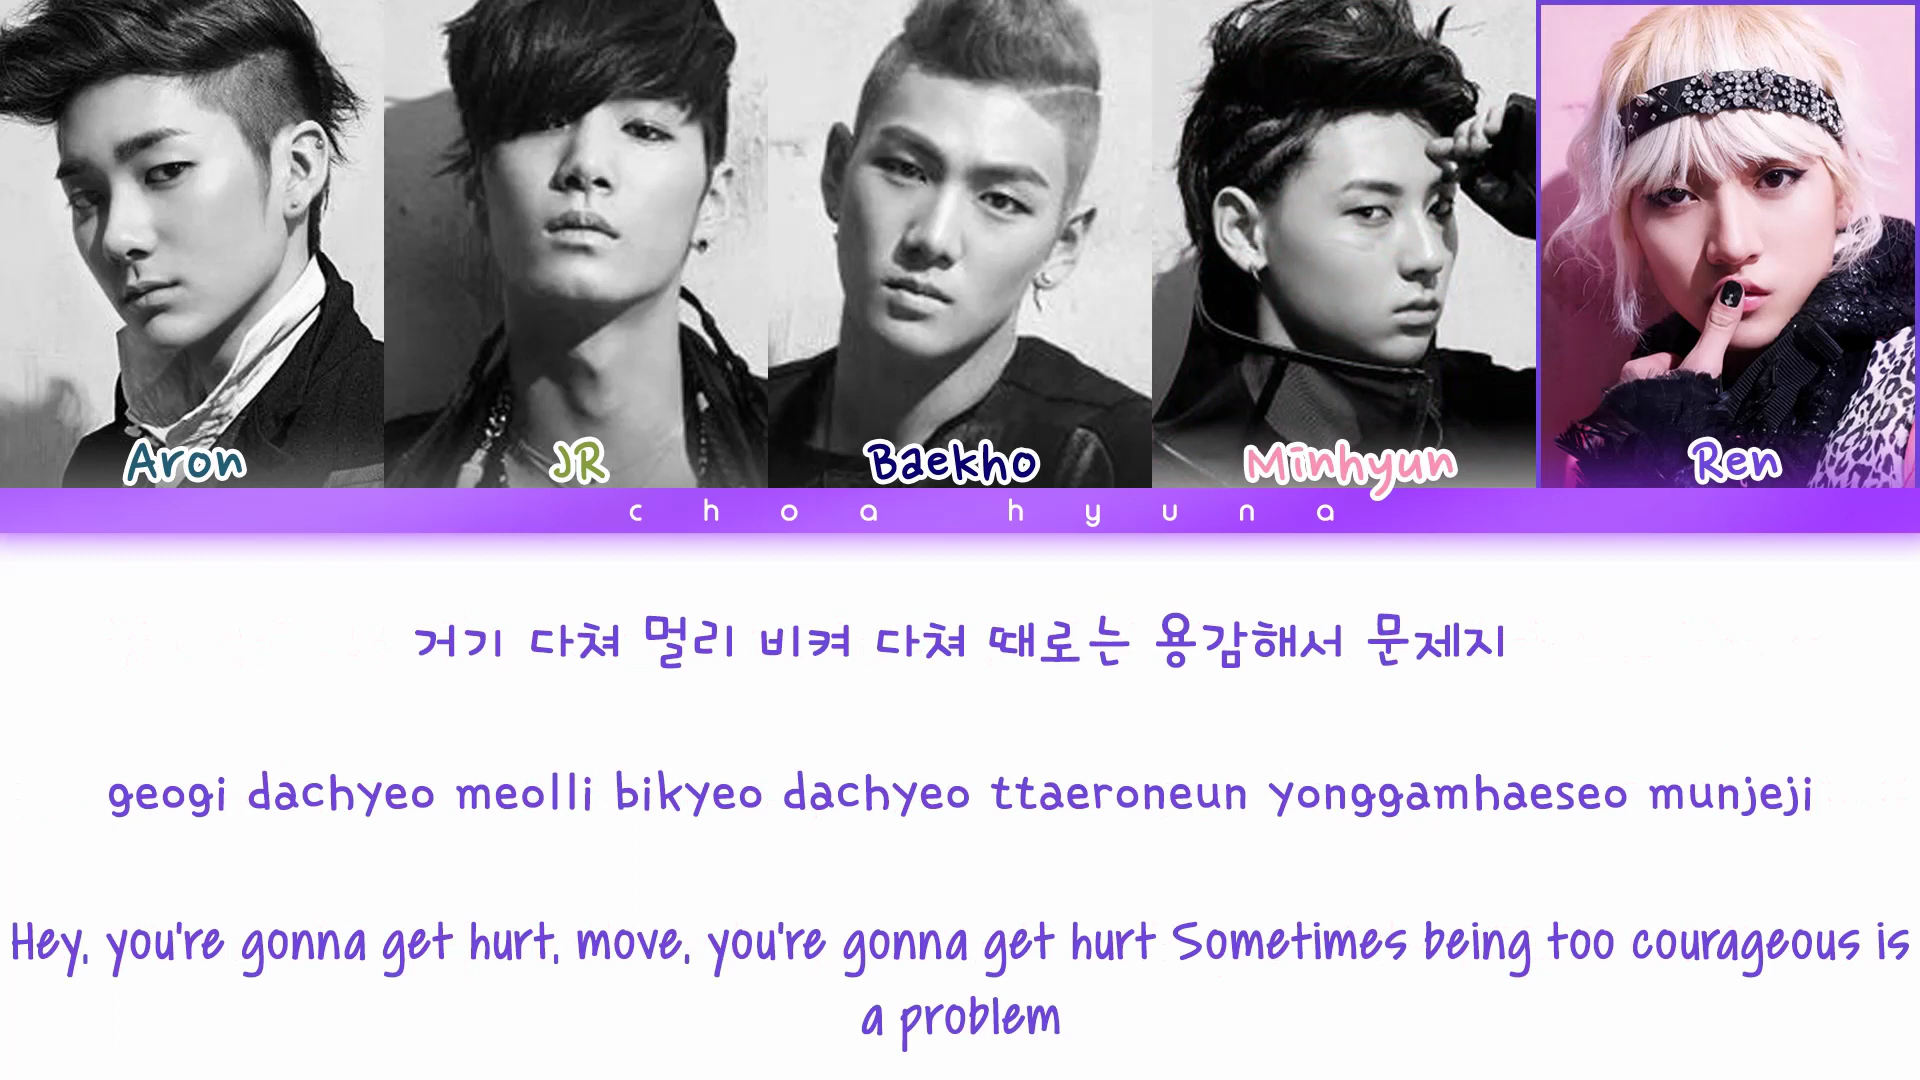 Aron
JR
Baekho
Minhyun
Ren
choa hyuna
거기 다쳐 멀리 비켜 다쳐 때로는 용감해서 문제지
geogi dachyeo meolli bikyeo dachyeo ttaeroneun yonggamhaeseo munjeji
Hey, you're gonna get hurt, move, you're gonna get hurt Sometimes being too courageous is
a problem